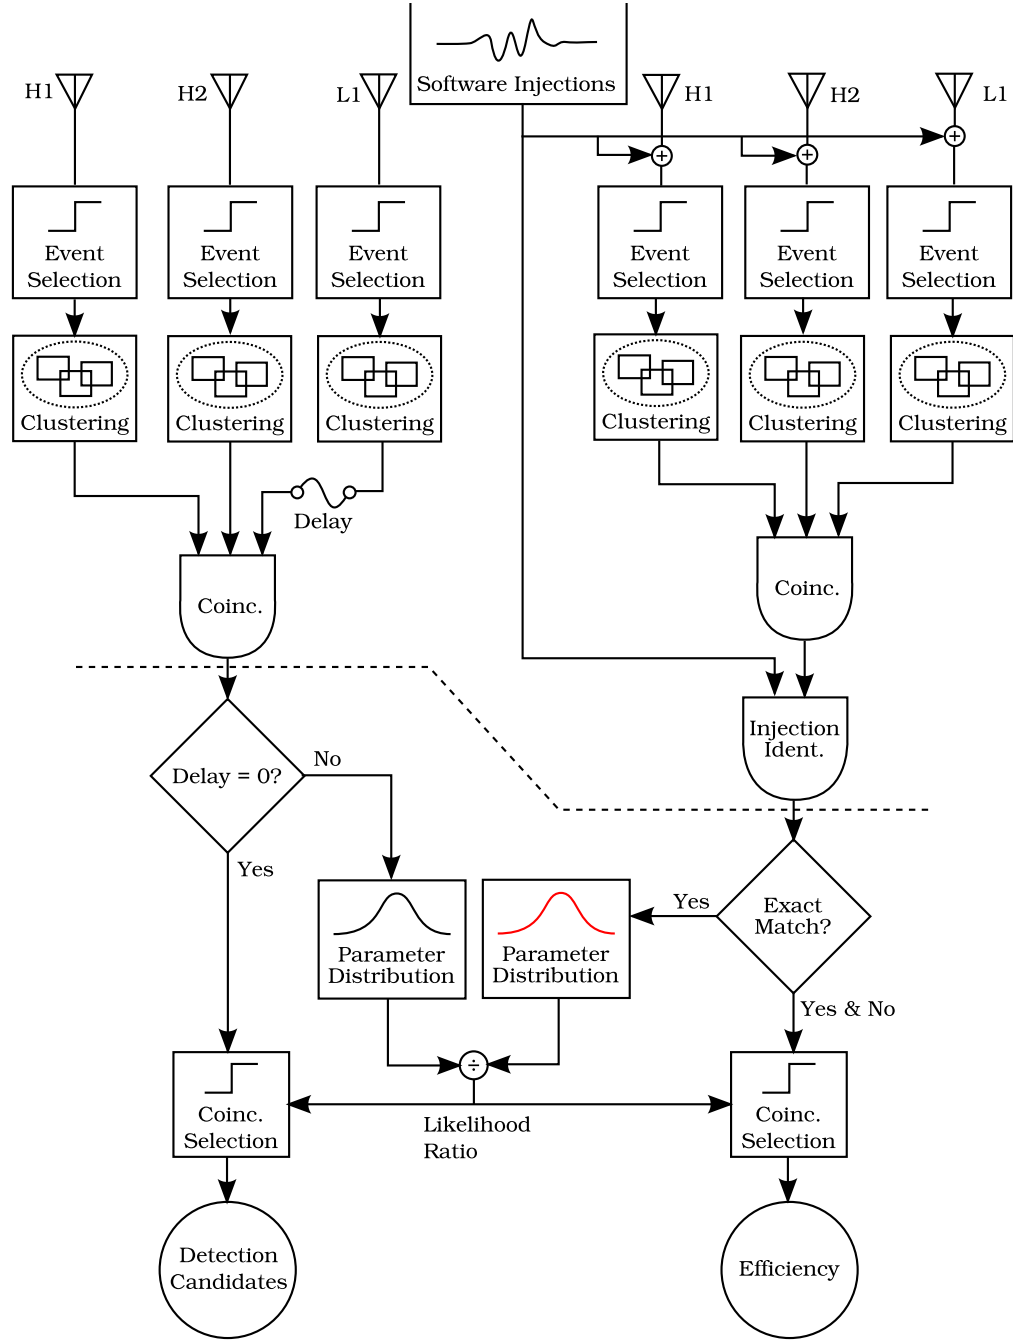 Software Injections
H1
H2
L1
H1
H2
L1
+
+
+
Event
Selection
Event
Selection
Event
Selection
Event
Selection
Event
Selection
Event
Selection
Clustering
Clustering
Clustering
Clustering
Clustering
Clustering
Delay
Coinc.
Coinc.
Injection
Ident.
Delay = 0?
No
Yes
Exact
Match?
Yes
Yes & No
Parameter
Distribution
Parameter
Distribution
÷
Likelihood
Ratio
Coinc.
Selection
Coinc.
Selection
Detection
Candidates
Efficiency